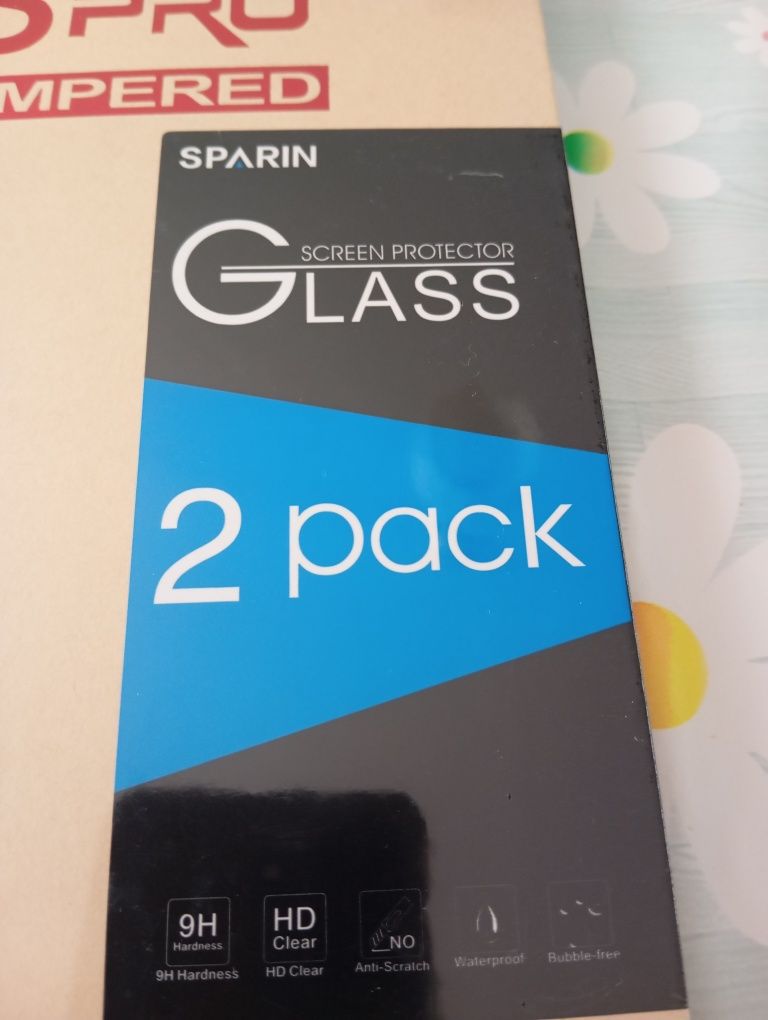 PRO
MPERED
SPARIN
SCREEN PROTECTOR
GLASS
2 pack
9H
Hardness
HD
Clear
NO
9H Hardness
HD Clear
Anti-Scratch
Waterproof
Bubble-free